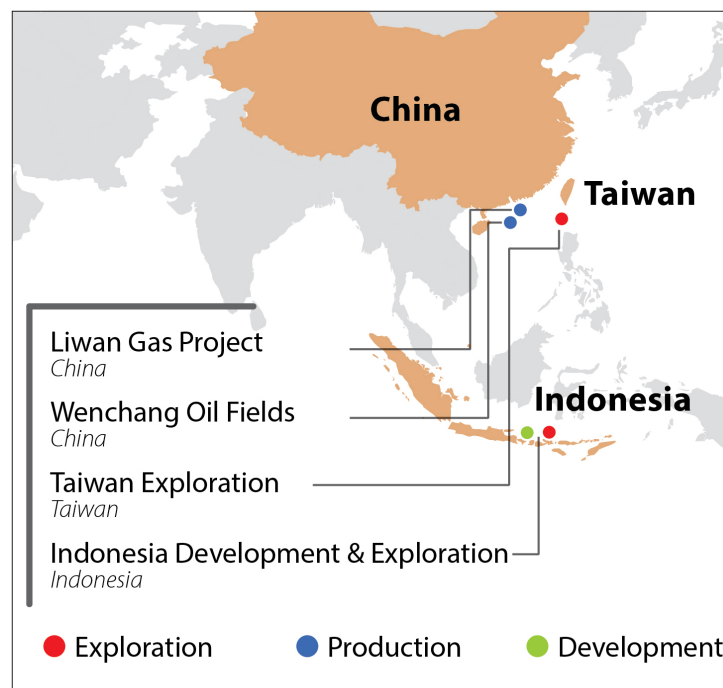 China
Taiwan
Liwan Gas Project
China
Wenchang Oil Fields
China
Indonesia
Taiwan Exploration
Taiwan
Indonesia Development & Exploration
Indonesia
Exploration
Production
Development